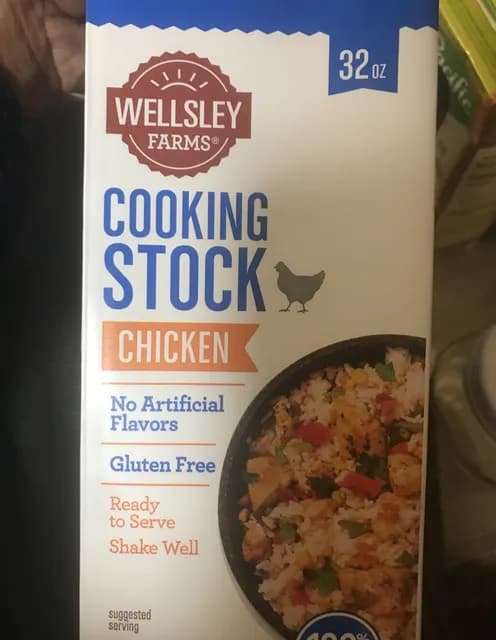 32 OZ
WELLSLEY
FARMS®
COOKING
STOCK
CHICKEN
No Artificial
Flavors
Gluten Free
Ready
to Serve
Shake Well
suggested
serving
Pacific